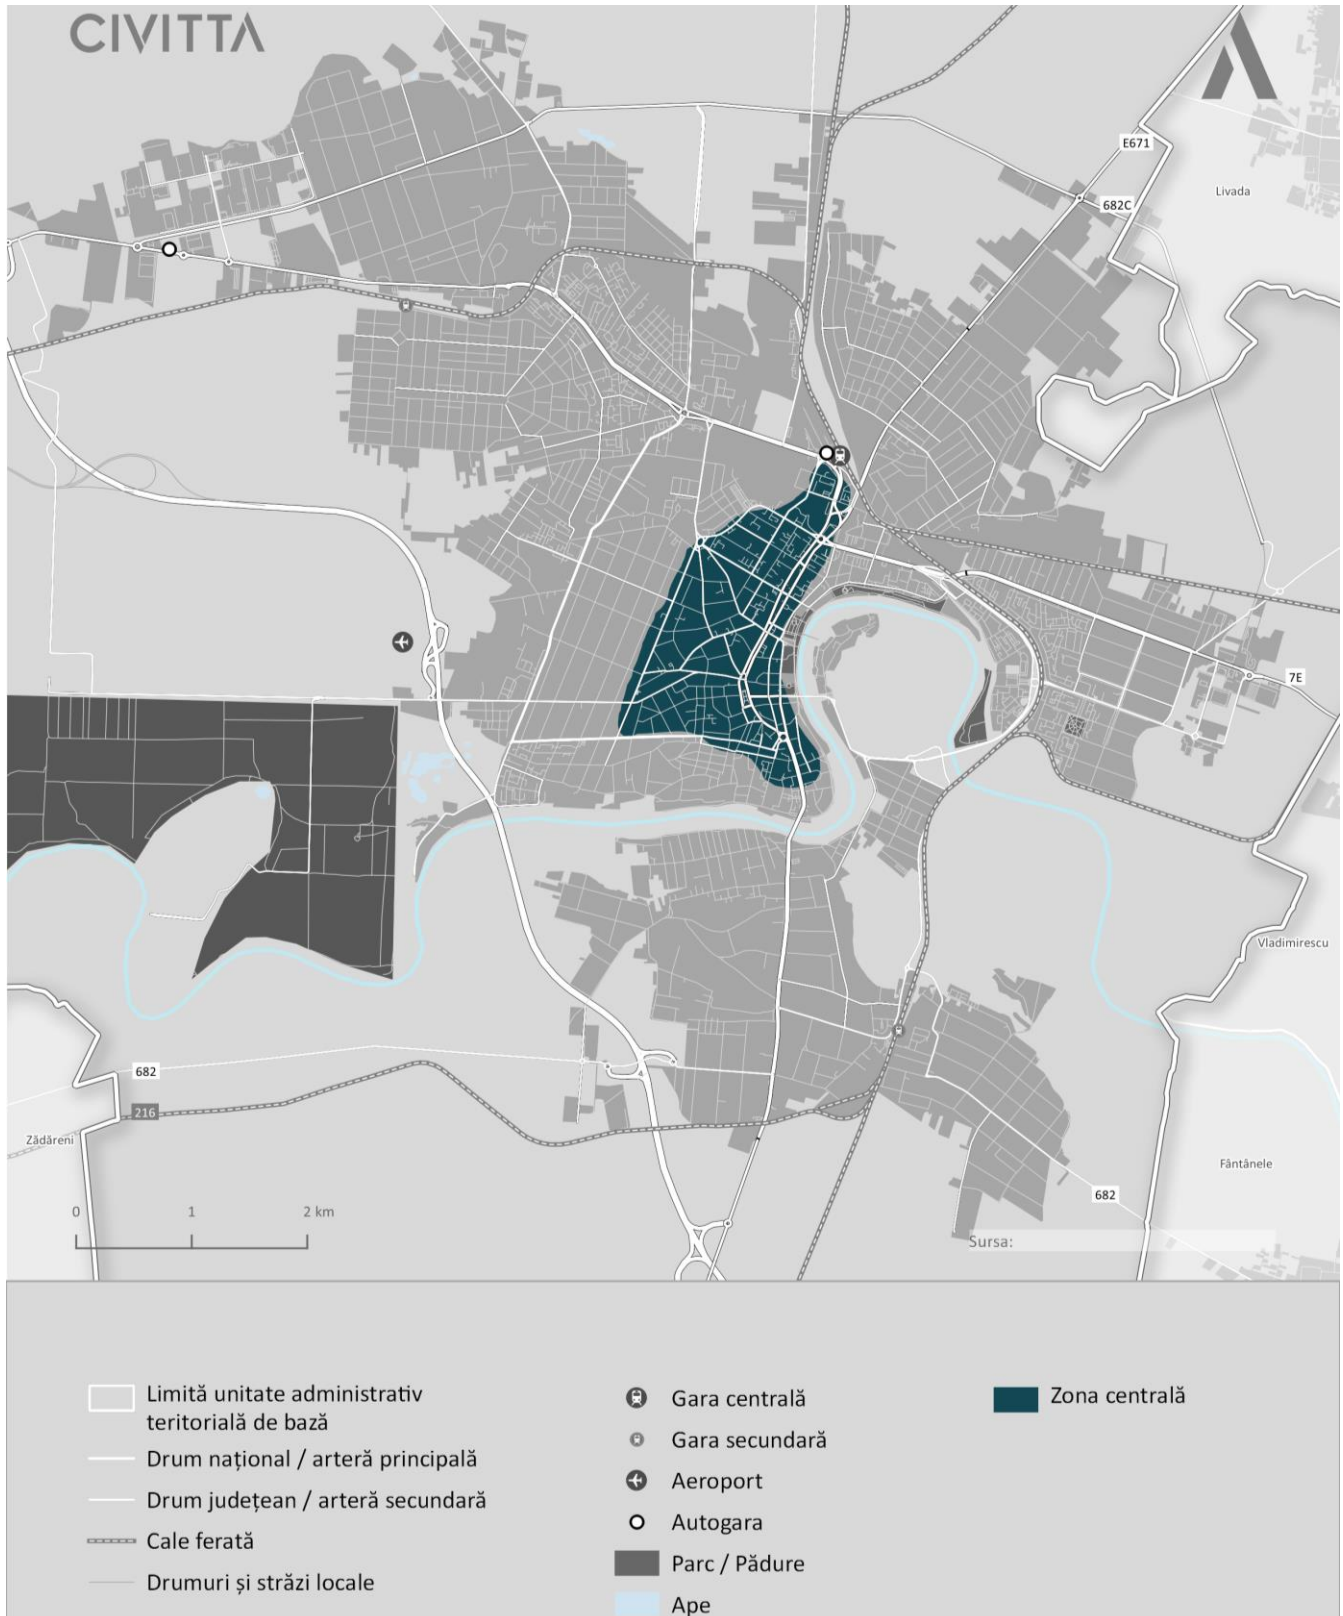 CIVITTA
E671
Livada
682C
7E
Vladimirescu
682
216
Zădăreni
Fântânele
682
0 1 2 km
Sursa:
Limită unitate administrativ
teritorială de bază
Drum național / arteră principală
Drum județean / arteră secundară
Cale ferată
Drumuri și străzi locale
Gara centrală
Gara secundară
Aeroport
Autogara
Parc / Pădure
Ape
Zona centrală